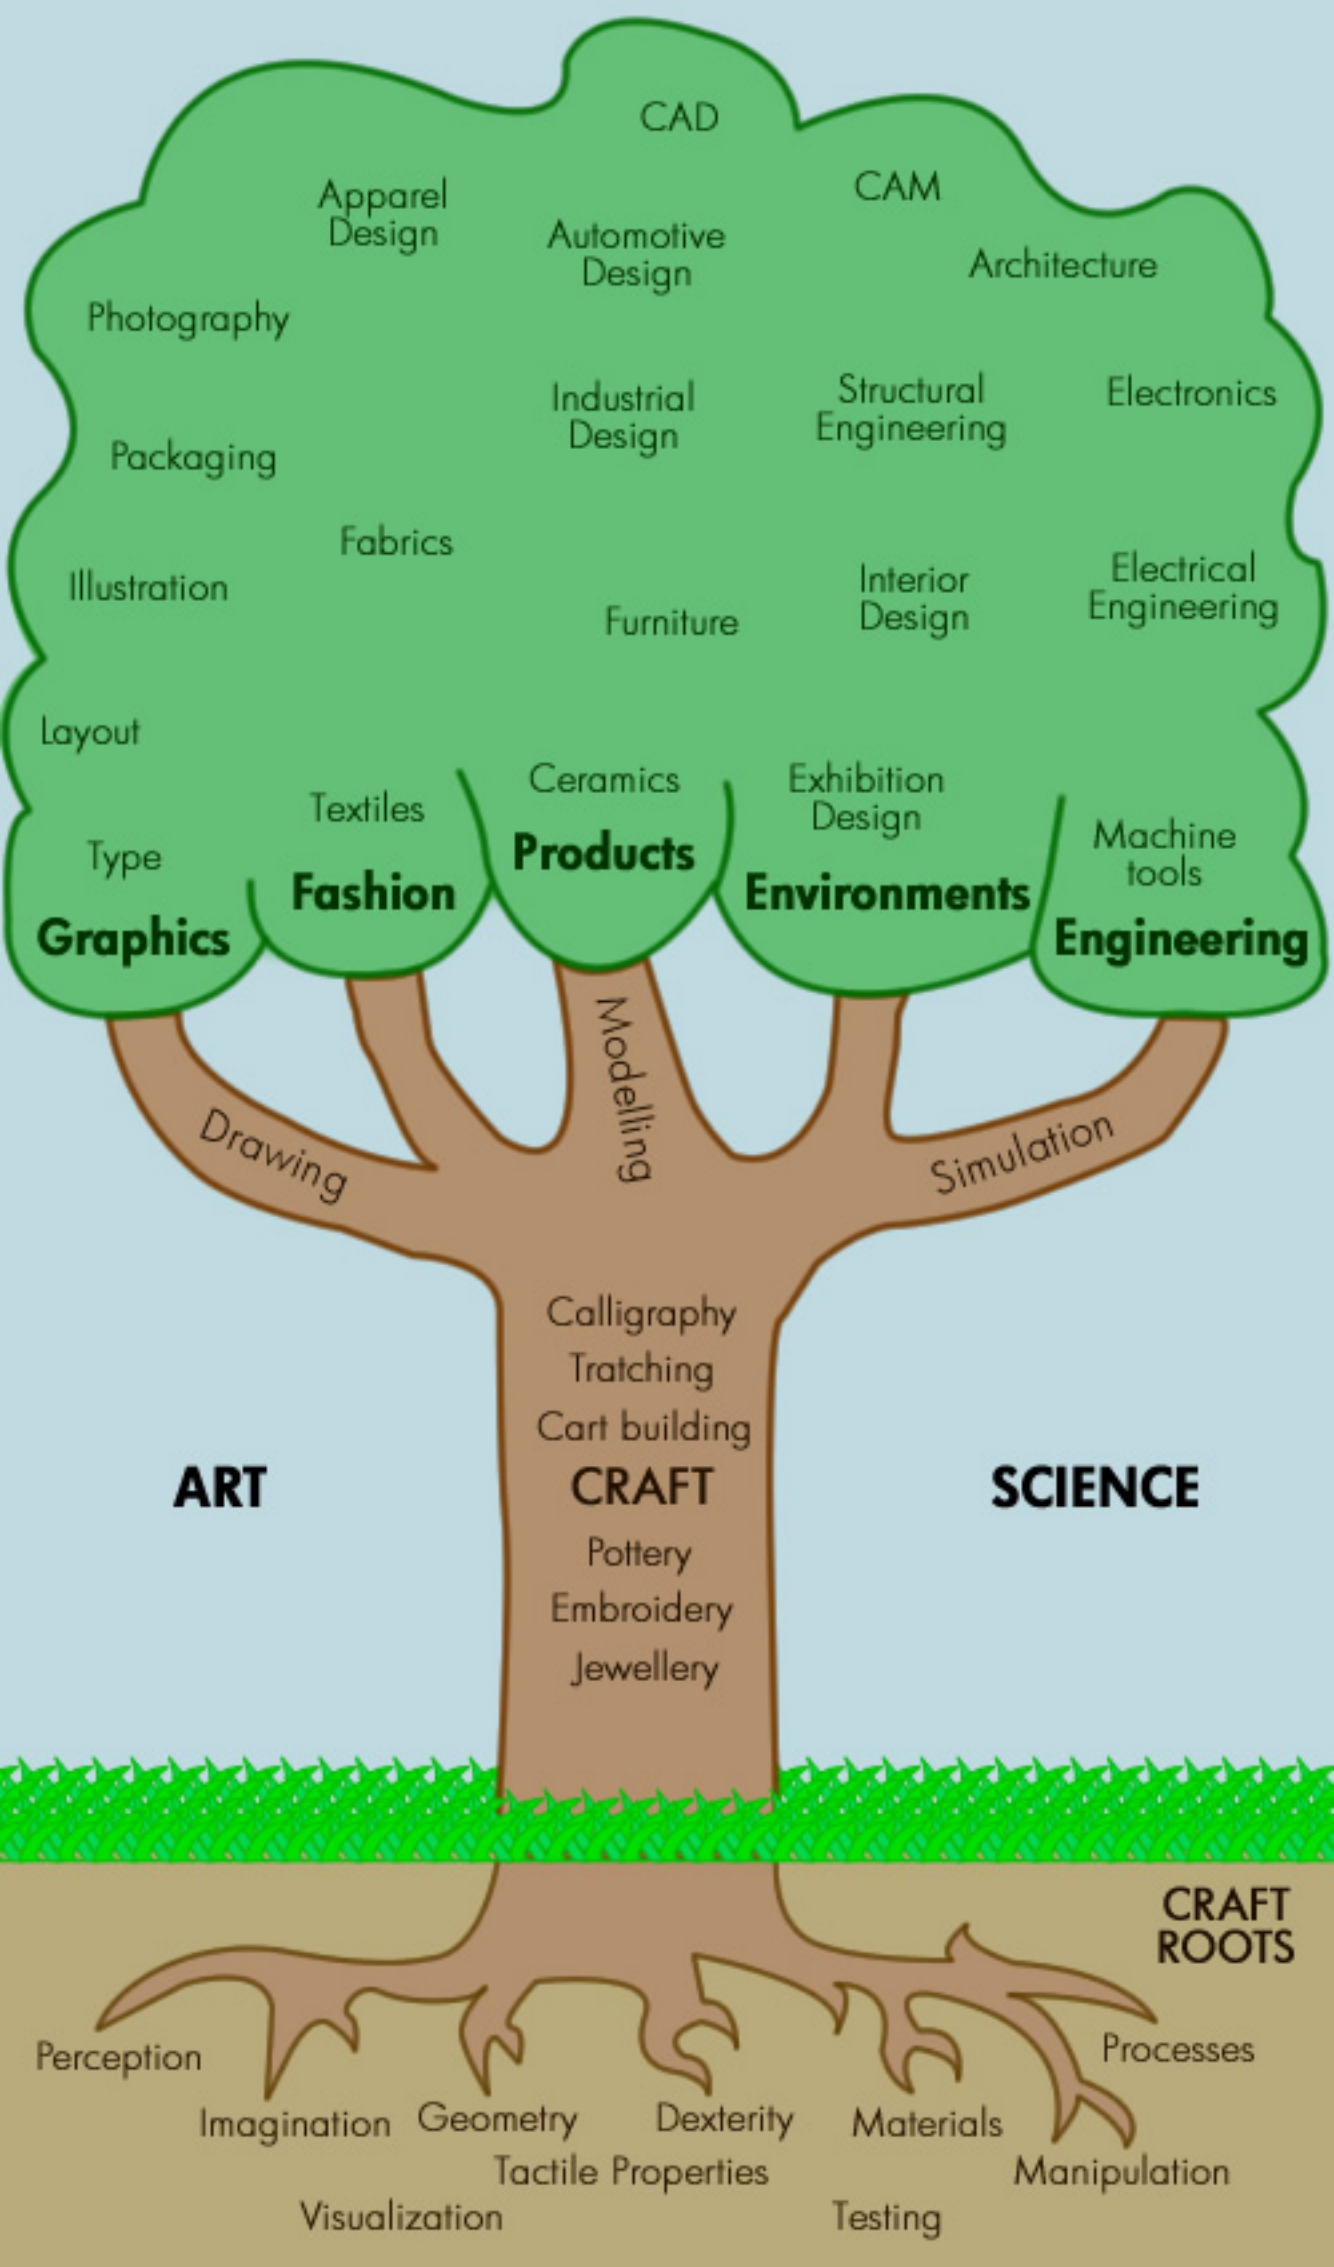 CAD
CAM
Apparel
Design
Automotive
Design
Architecture
Photography
Industrial
Design
Structural
Engineering
Electronics
Packaging
Fabrics
Illustration
Furniture
Interior
Design
Electrical
Engineering
Layout
Textiles
Ceramics
Exhibition
Design
Machine
tools
Type
Graphics
Fashion
Products
Environments
Engineering
Drawing
Modelling
Simulation
Calligraphy
Tratching
Cart building
ART
CRAFT
SCIENCE
Pottery
Embroidery
Jewellery
CRAFT
ROOTS
Perception
Processes
Imagination
Geometry
Dexterity
Materials
Tactile Properties
Manipulation
Visualization
Testing